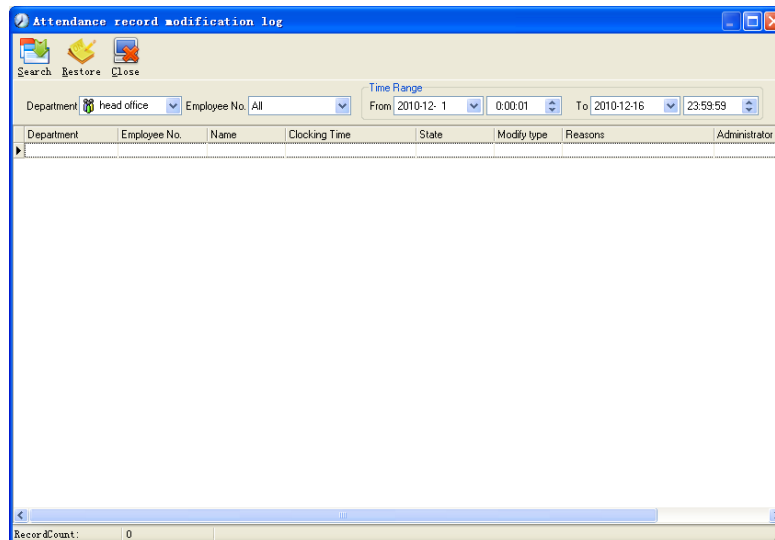 Attendance record modification log
Search Restore Close
Time Range
Department head office Employee No. All From 2010-12- 1 0:00:01 To 2010-12-16 23:59:59
Department Employee No. Name Clocking Time State Modify type Reasons Administrator
RecordCount: 0